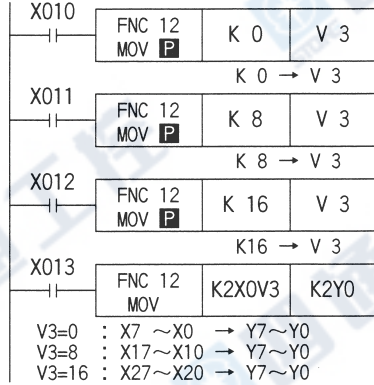 X010
FNC 12
MOV P K 0 V 3
K 0 → V 3
X011
FNC 12
MOV P K 8 V 3
K 8 → V 3
X012
FNC 12
MOV P K 16 V 3
K16 → V 3
X013
FNC 12
MOV K2X0V3 K2Y0
V3=0 : X7 ～X0 → Y7～Y0
V3=8 : X17～X10 → Y7～Y0
V3=16 : X27～X20 → Y7～Y0